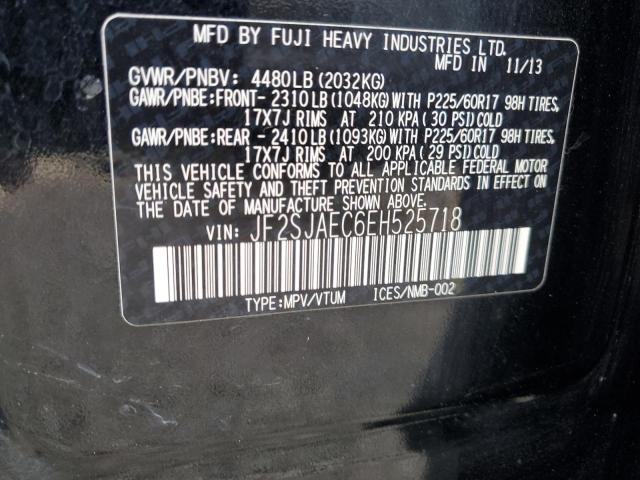 MFD BY FUJI HEAVY INDUSTRIES LTD.
MFD IN 11/13
GVWR/PNBV: 4480LB (2032KG)
GAWR/PNBE:FRONT- 2310LB (1048KG) WITH P225/60R17 98H TIRES,
17X7J RIMS AT 210 KPA ( 30 PSI) COLD
GAWR/PNBE:REAR - 2410LB (1093KG) WITH P225/60R17 98H TIRES,
17X7J RIMS AT 200 KPA ( 29 PSI) COLD
THIS VEHICLE CONFORMS TO ALL APPLICABLE FEDERAL MOTOR
VEHICLE SAFETY AND THEFT PREVENTION STANDARDS IN EFFECT ON
THE DATE OF MANUFACTURE SHOWN ABOVE.
VIN: JF2SJAEC6EH525718
TYPE:MPV/VTUM ICES/NMB-002